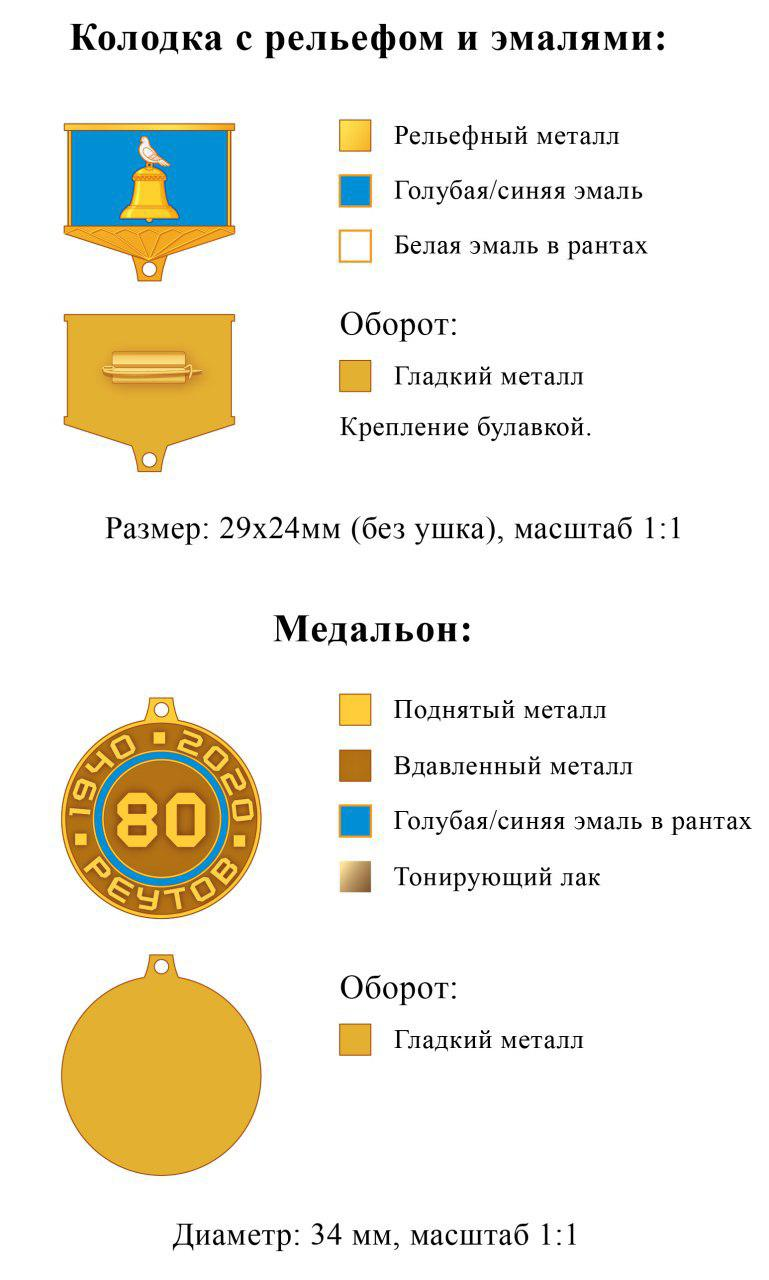 Колодка с рельефом и эмалями:
Рельефный металл
Голубая/синяя эмаль
Белая эмаль в рантах
Оборот:
Гладкий металл
Крепление булавкой.
Размер: 29х24мм (без ушка), масштаб 1:1
Медальон:
1940 2020
80
РЕУТОВ
Поднятый металл
Вдавленный металл
Голубая/синяя эмаль в рантах
Тонирующий лак
Оборот:
Гладкий металл
Диаметр: 34 мм, масштаб 1:1